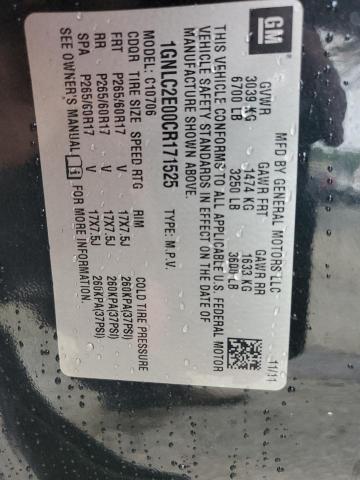 GM
MFD BY GENERAL MOTORS LLC
11/11
GVWR GAWR FRT GAWR RR
3039 KG 1474 KG 1633 KG
6700 LB 3250 LB 3600 LB
THIS VEHICLE CONFORMS TO ALL APPLICABLE U.S. FEDERAL MOTOR
VEHICLE SAFETY STANDARDS IN EFFECT ON THE DATE OF
MANUFACTURE SHOWN ABOVE.
1GNLC2E00CR171525 TYPE: M.P.V.
MODEL: C10706
CDOR TIRE SIZE SPEED RTG RIM COLD TIRE PRESSURE
FRT P265/60R17 V 17X7.5J 260KPA(37PSI)
RR P265/60R17 V 17X7.5J 260KPA(37PSI)
SPA P265/60R17 V 17X7.5J 260KPA(37PSI)
SEE OWNER'S MANUAL FOR MORE INFORMATION.